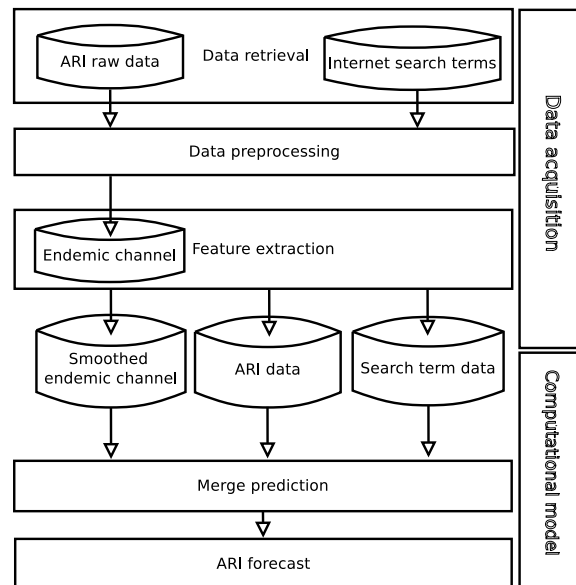 ARI raw data
Data retrieval
Internet search terms
Data preprocessing
Endemic channel
Feature extraction
Smoothed
endemic channel
ARI data
Search term data
Merge prediction
ARI forecast
Data acquisition
Computational model